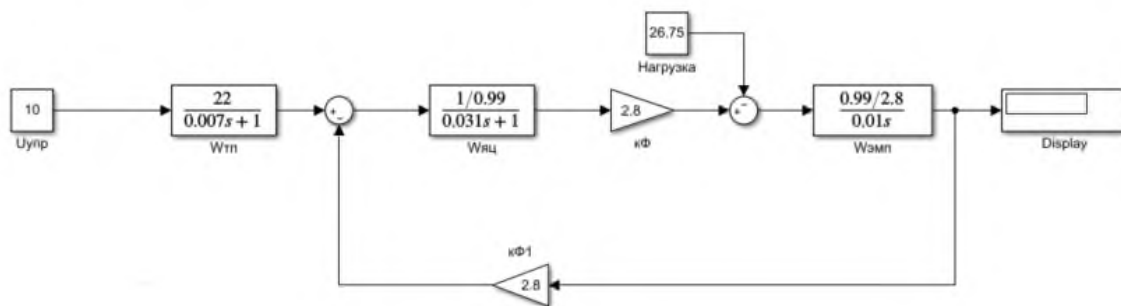 26.75
Нагрузка
10
Uупр
22
0.007s + 1
Wтп
+
−
1/0.99
0.031s + 1
Wяц
2.8
кФ
−
+
0.99/2.8
0.01s
Wэмп
Display
кФ1
2.8